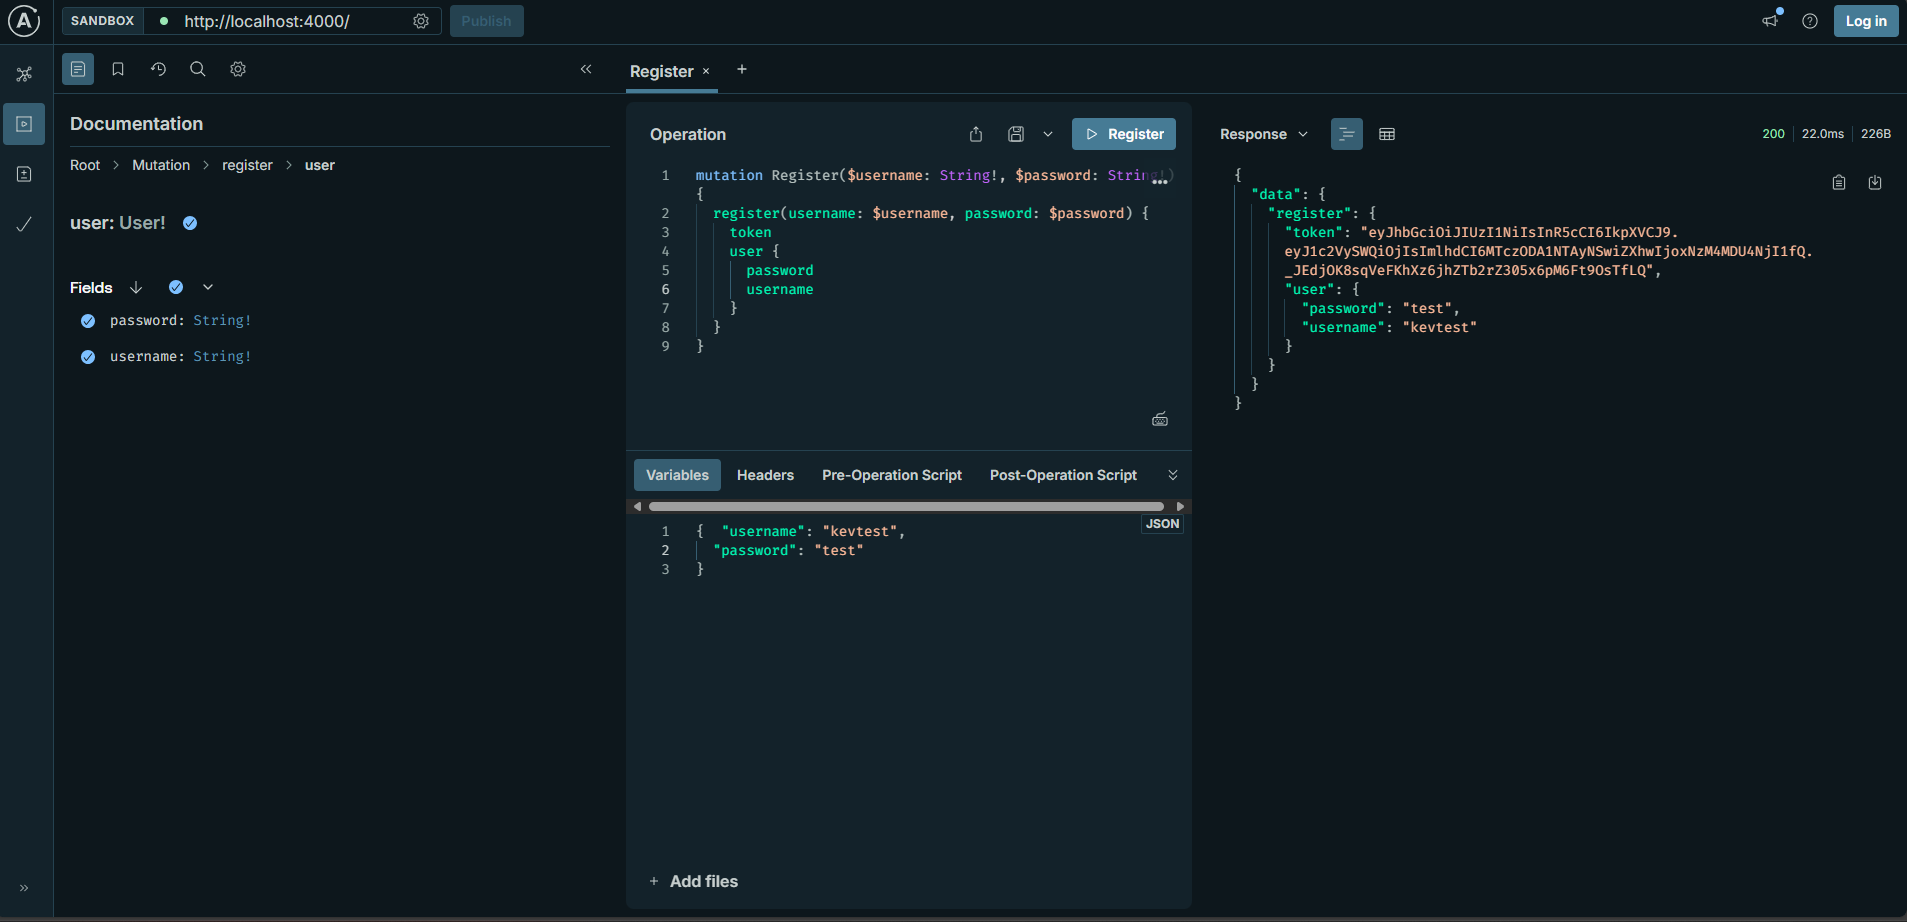 SANDBOX http://localhost:4000/ Publish Log in
Documentation
Root > Mutation > register > user
user: User!
Fields
password: String!
username: String!
Register × +
Operation Register
1 mutation Register($username: String!, $password: String!)
{
2 register(username: $username, password: $password) {
3 token
4 user {
5 password
6 username
7 }
8 }
9 }
Variables Headers Pre-Operation Script Post-Operation Script
JSON
1 { "username": "kevtest",
2 "password": "test"
3 }
+ Add files
Response 200 22.0ms 226B
{
"data": {
"register": {
"token": "eyJhbGciOiJIUzI1NiIsInR5cCI6IkpXVCJ9.
eyJ1c2VySWQiOjIsImlhdCI6MTczODA1NTAyNSwiZXhwIjoxNzM4MDU4NjI1fQ.
_JEdjOK8sqVeFKhXz6jhZTb2rZ305x6pM6Ft9OsTfLQ",
"user": {
"password": "test",
"username": "kevtest"
}
}
}
}